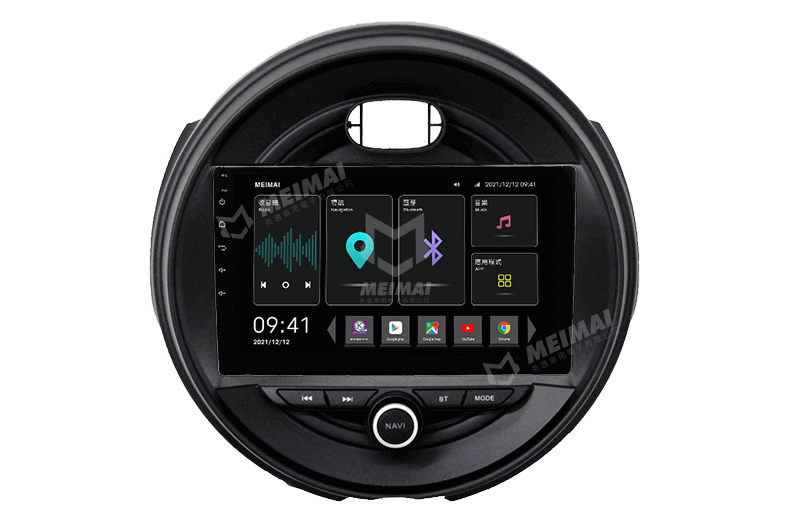 MEIMAI
2021/12/12 09:41
收音機
Radio
導航
Navigation
藍芽
Bluetooth
音樂
Music
應用程式
APP
09:41
2021/12/12
Google play
Google map
YouTube
Chrome
BT
MODE
NAVI
MEIMAI
MEIMAI
MEIMAI